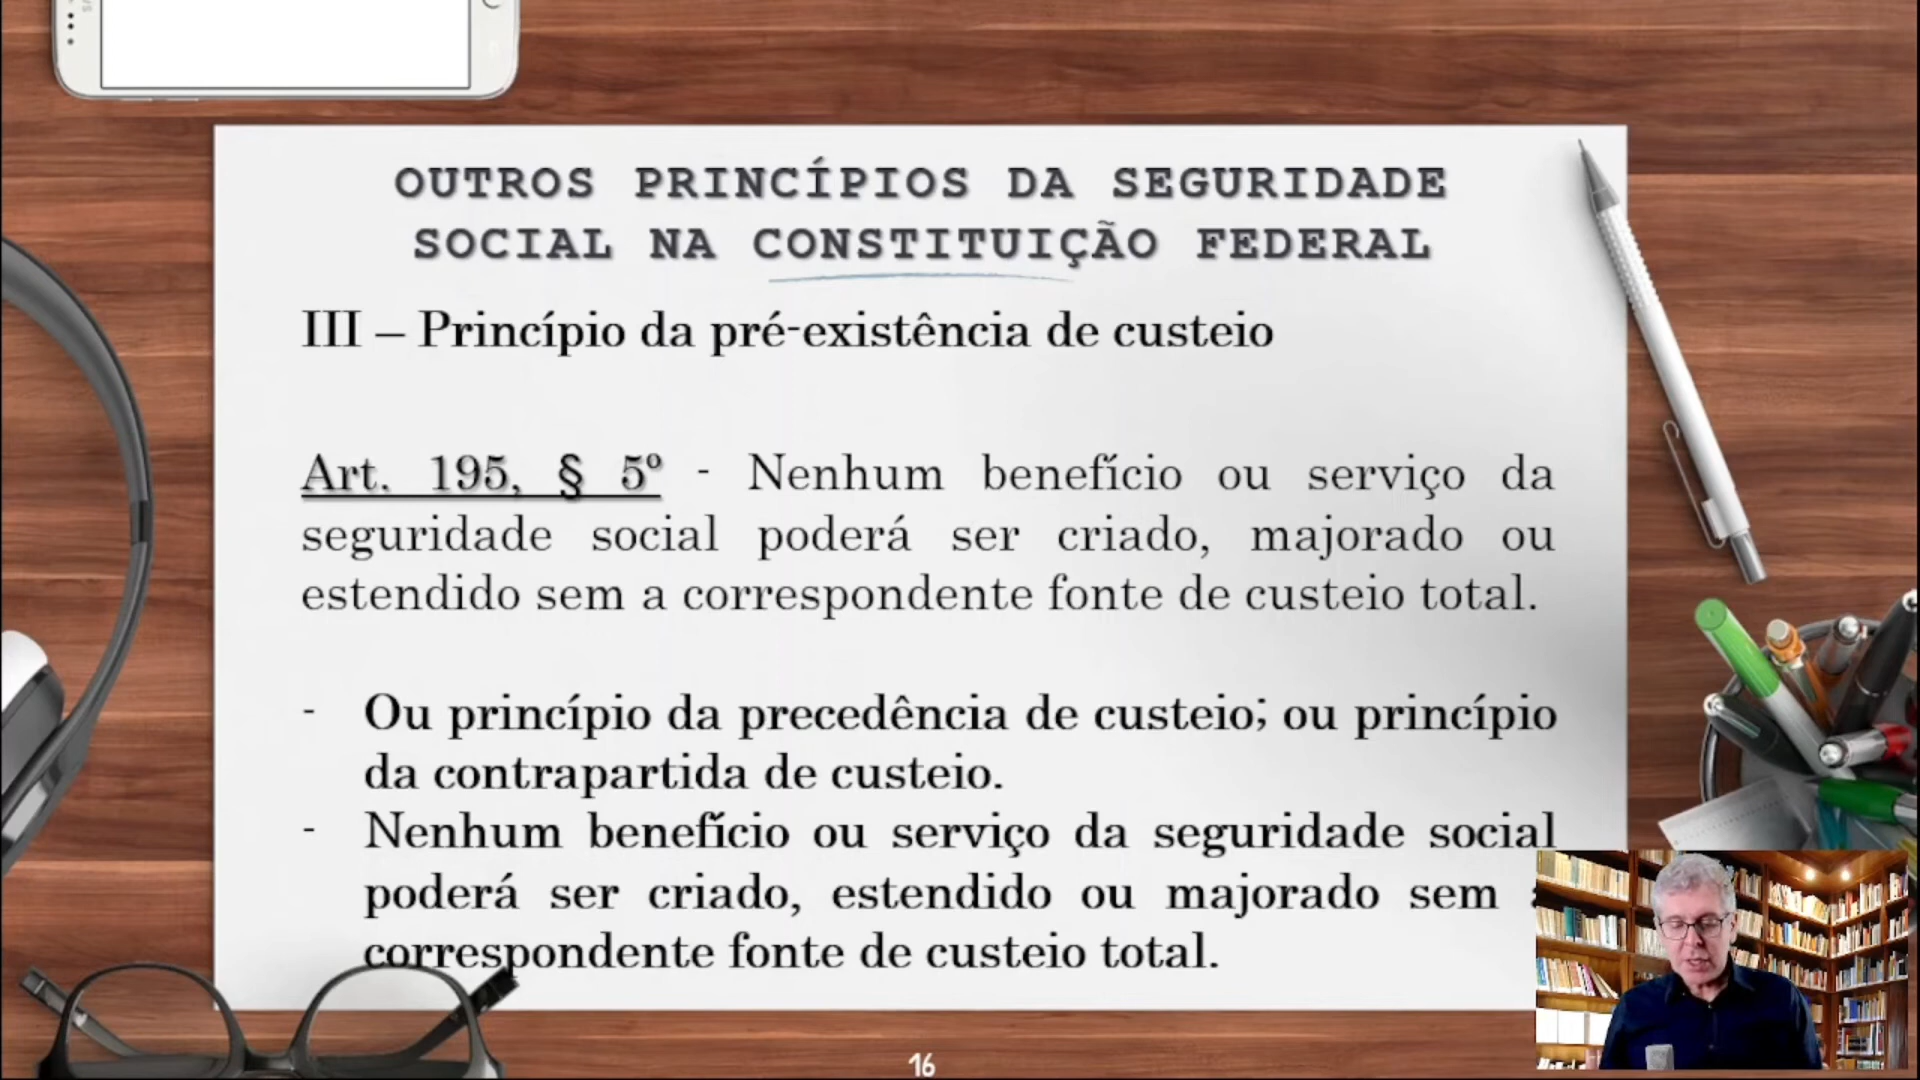 OUTROS PRINCÍPIOS DA SEGURIDADE
SOCIAL NA CONSTITUIÇÃO FEDERAL
III – Princípio da pré-existência de custeio
Art. 195, § 5º - Nenhum benefício ou serviço da
seguridade social poderá ser criado, majorado ou
estendido sem a correspondente fonte de custeio total.
- Ou princípio da precedência de custeio; ou princípio
da contrapartida de custeio.
- Nenhum benefício ou serviço da seguridade social
poderá ser criado, estendido ou majorado sem
correspondente fonte de custeio total.
16